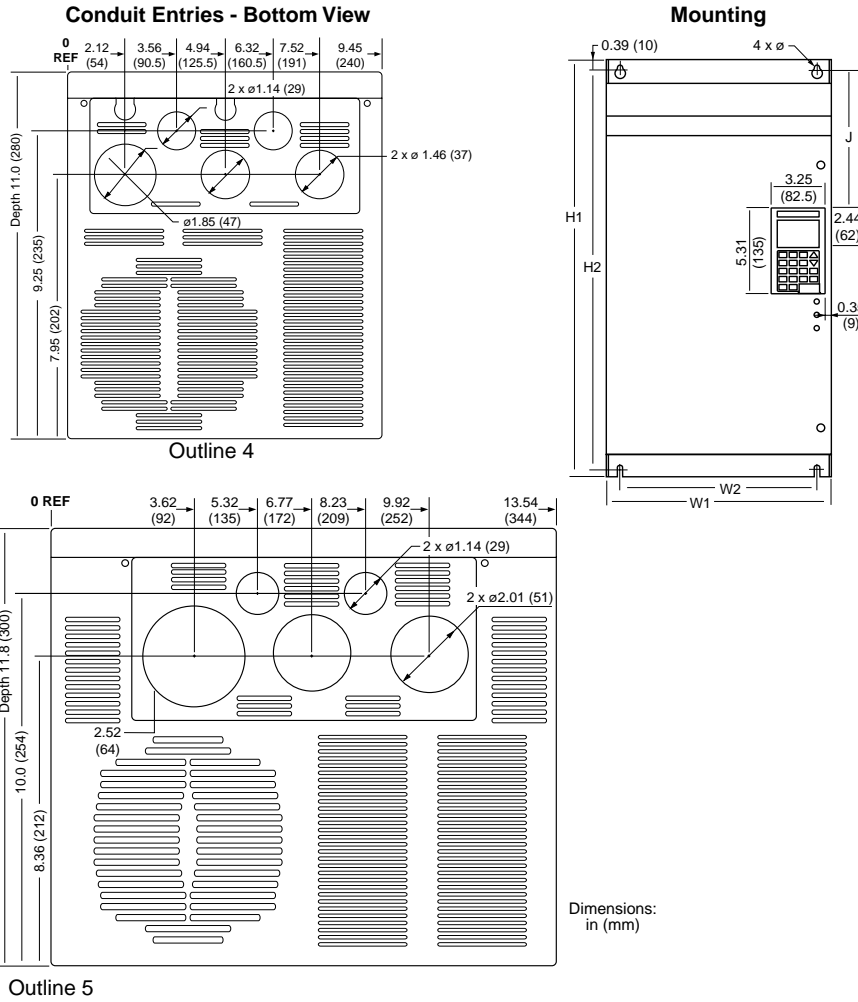 Conduit Entries - Bottom View
0
REF
2.12
(54)
3.56
(90.5)
4.94
(125.5)
6.32
(160.5)
7.52
(191)
9.45
(240)
2 x ø1.14 (29)
2 x ø 1.46 (37)
ø1.85 (47)
Depth 11.0 (280)
9.25 (235)
7.95 (202)
Outline 4
Mounting
0.39 (10)
4 x ø
J
H1
H2
3.25
(82.5)
2.44
(62)
5.31
(135)
(9)
W2
W1
0 REF
3.62
(92)
5.32
(135)
6.77
(172)
8.23
(209)
9.92
(252)
13.54
(344)
2 x ø1.14 (29)
2 x ø2.01 (51)
Depth 11.8 (300)
10.0 (254)
8.36 (212)
2.52
(64)
Dimensions:
in (mm)
Outline 5